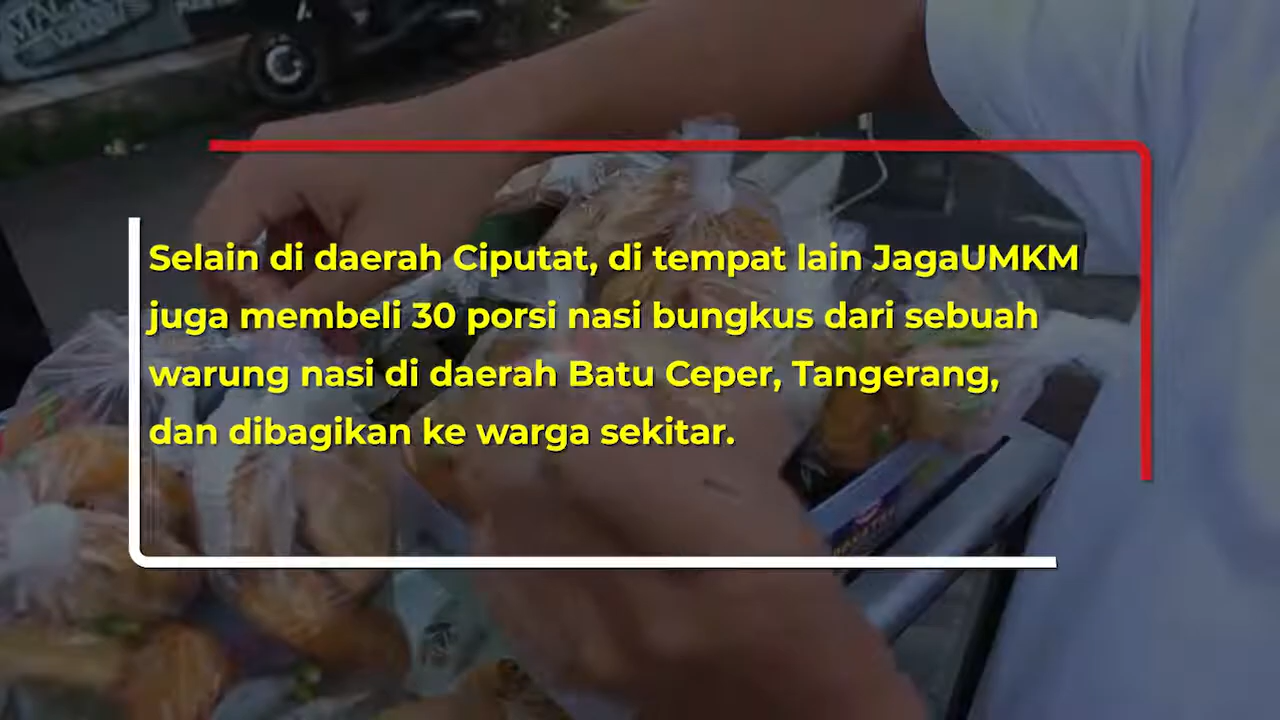 Selain di daerah Ciputat, di tempat lain JagaUMKM
juga membeli 30 porsi nasi bungkus dari sebuah
warung nasi di daerah Batu Ceper, Tangerang,
dan dibagikan ke warga sekitar.